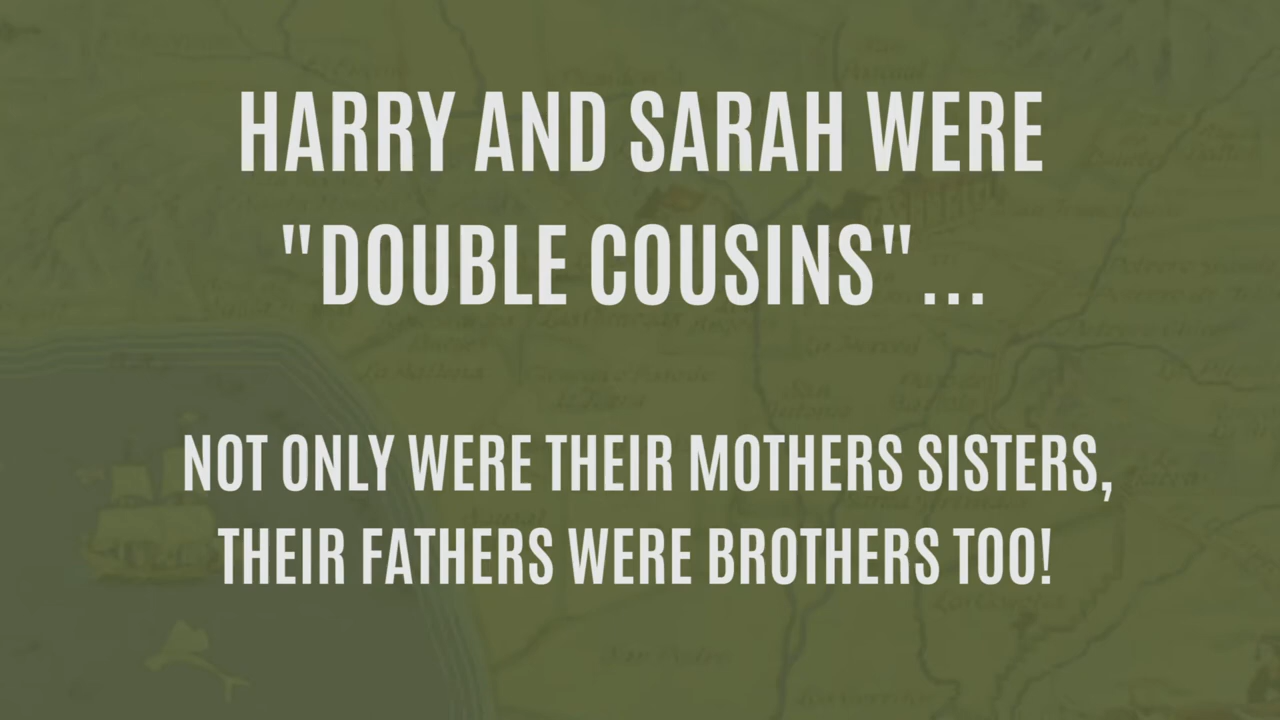 HARRY AND SARAH WERE
"DOUBLE COUSINS" ...
NOT ONLY WERE THEIR MOTHERS SISTERS,
THEIR FATHERS WERE BROTHERS TOO!